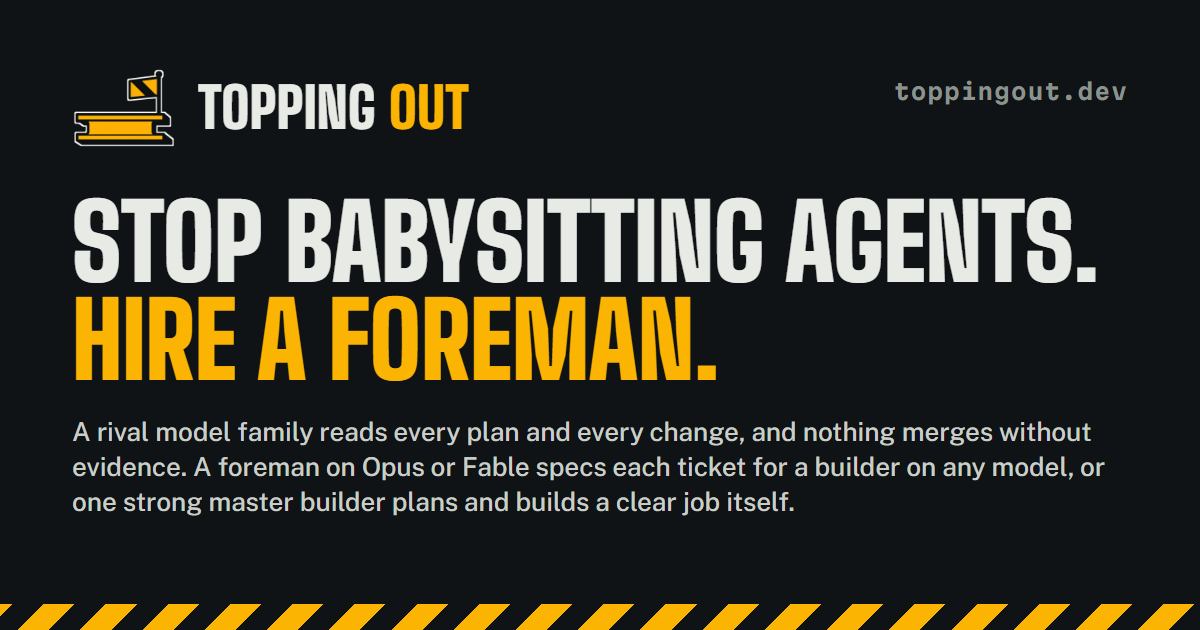 TOPPING OUT
toppingout.dev
STOP BABYSITTING AGENTS.
HIRE A FOREMAN.
A rival model family reads every plan and every change, and nothing merges without
evidence. A foreman on Opus or Fable specs each ticket for a builder on any model, or
one strong master builder plans and builds a clear job itself.